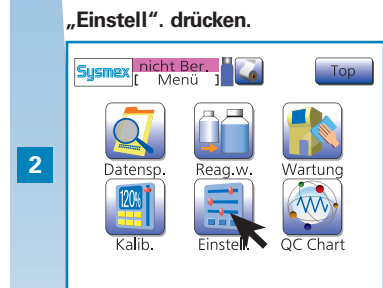 „Einstell“. drücken.
Sysmex nicht Ber.
[ Menü ]
Top
2
Datensp. Reag.w. Wartung
120%
Kalib. Einstell. QC Chart